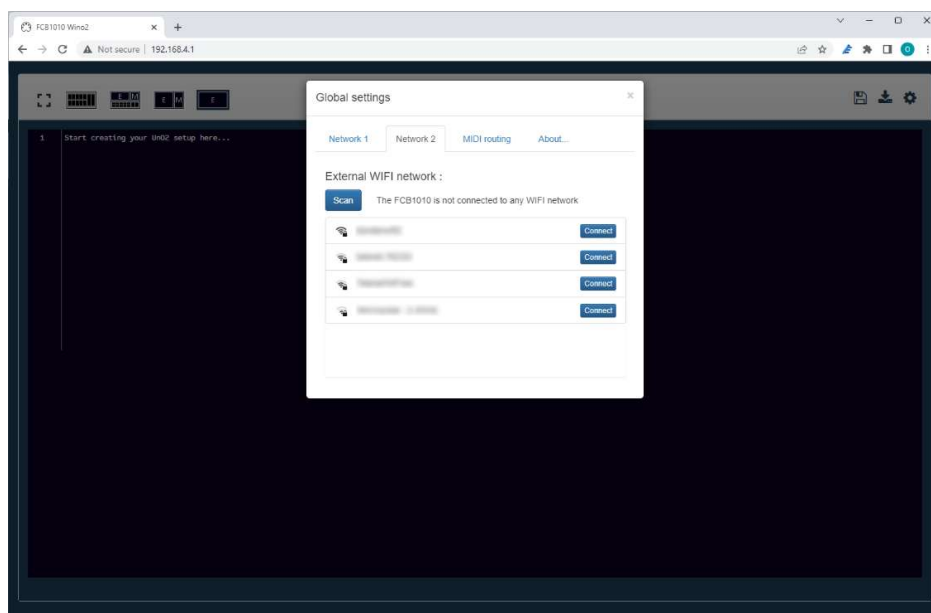 FCB1010 Wino2
Not secure | 192.168.4.1
E M
E M
E
Global settings
1 Start creating your UnO2 setup here...
Network 1 Network 2 MIDI routing About...
External WIFI network :
Scan The FCB1010 is not connected to any WIFI network
Connect
Connect
Connect
Connect